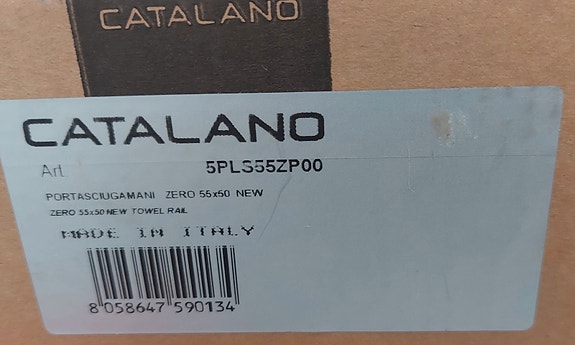 CATALANO
CATALANO
Art. 5PLS55ZP00
PORTASCIUGAMANI ZERO 55x50 NEW
ZERO 55x50 NEW TOWEL RAIL
MADE IN ITALY
8 058647 590134